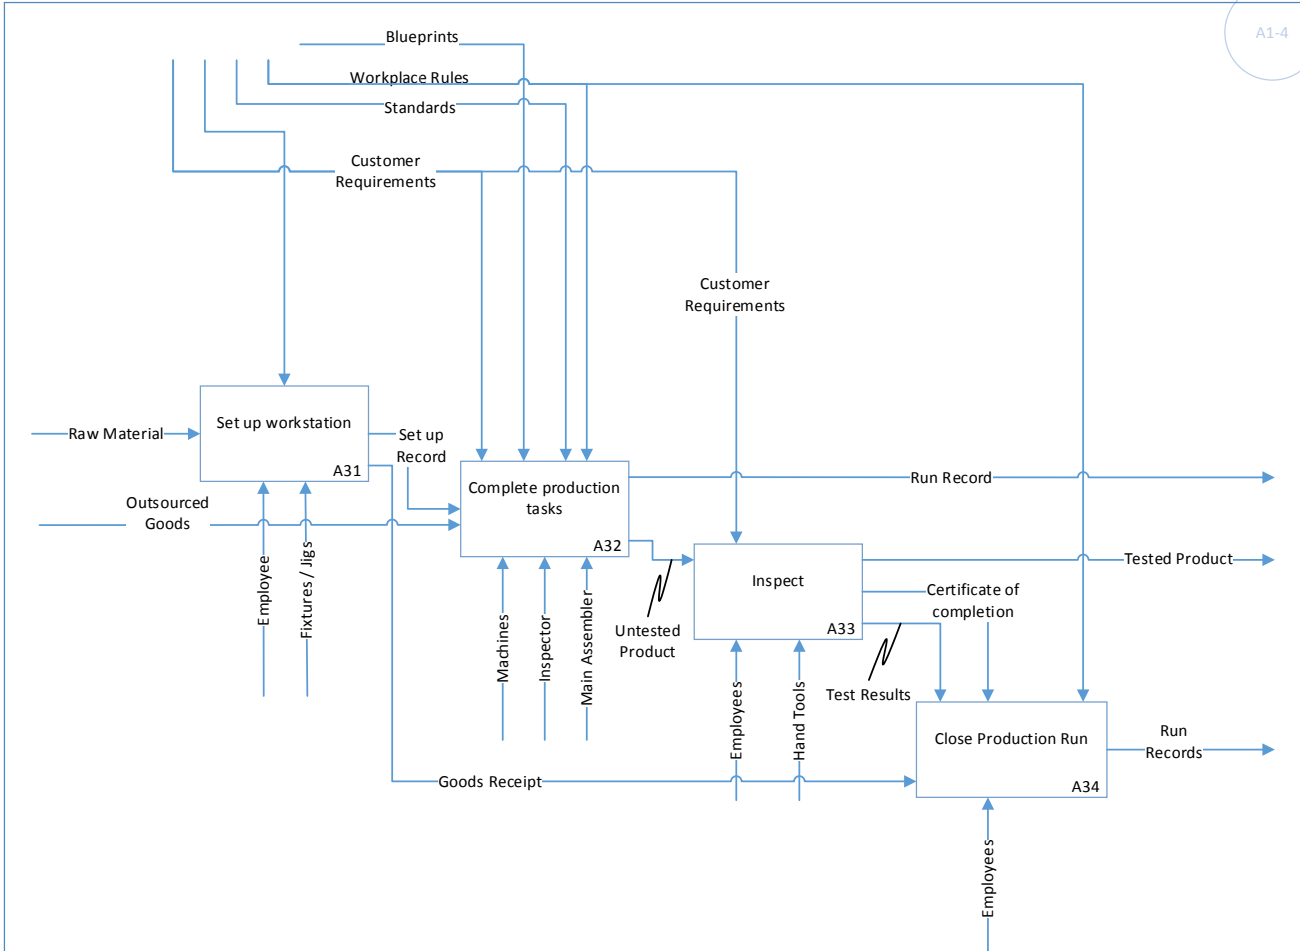 A1-4
Blueprints
Workplace Rules
Standards
Customer
Requirements
Customer
Requirements
Set up workstation
A31
Raw Material
Set up
Record
Outsourced
Goods
Employee
Fixtures / Jigs
Complete production
tasks
A32
Run Record
Machines
Inspector
Main Assembler
Untested
Product
Inspect
A33
Tested Product
Certificate of
completion
Test Results
Employees
Hand Tools
Goods Receipt
Close Production Run
A34
Run
Records
Employees